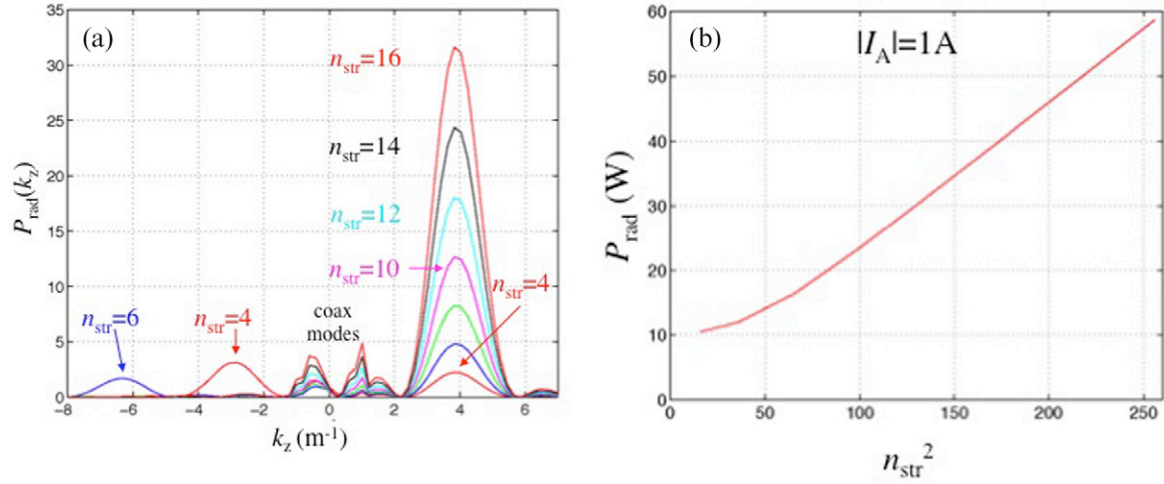 (a)
35
30
25
20
15
10
5
0
P_rad(k_z)
n_str=16
n_str=14
n_str=12
n_str=10
n_str=4
coax
modes
n_str=6
n_str=4
-8
-6
-4
-2
0
2
4
6
k_z (m⁻¹)
(b)
|I_A|=1A
60
50
40
30
20
10
0
P_rad (W)
0
50
100
150
200
250
n_str²